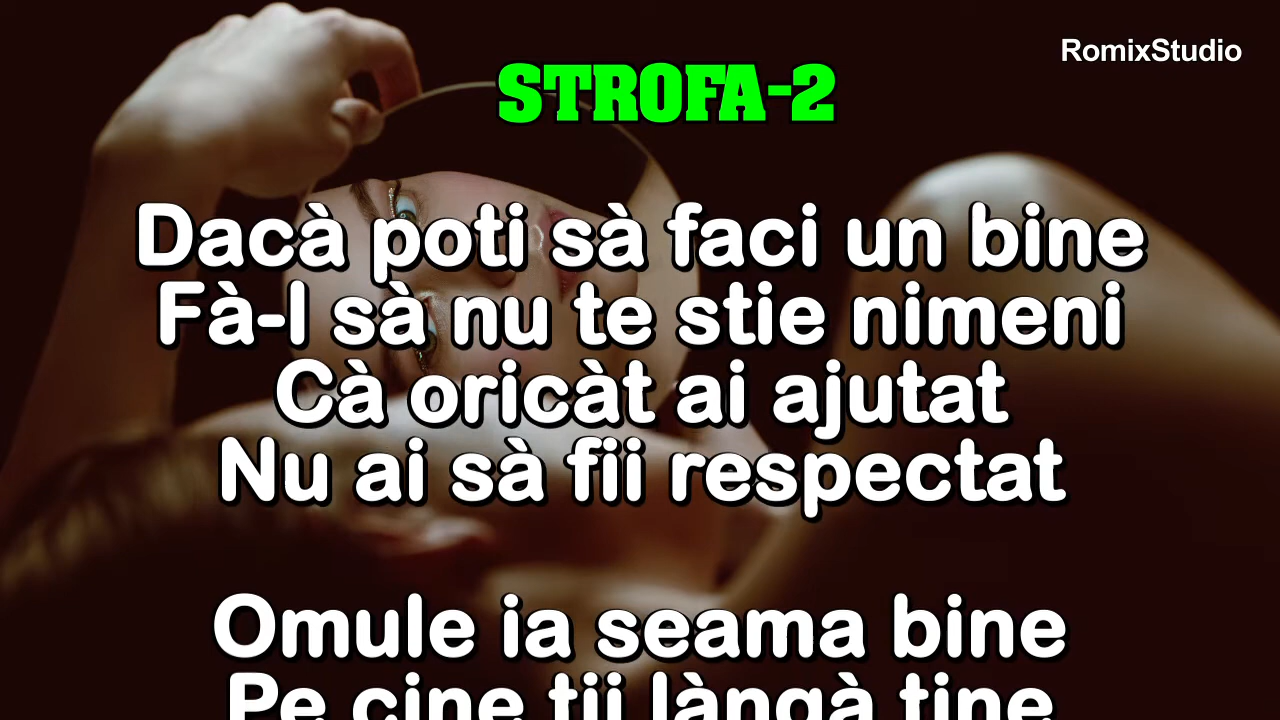 RomixStudio
STROFA-2
Dacà poti sà faci un bine
Fà-l sà nu te stie nimeni
Cà oricàt ai ajutat
Nu ai sà fii respectat
Omule ia seama bine
Pe cine tii làngà tine